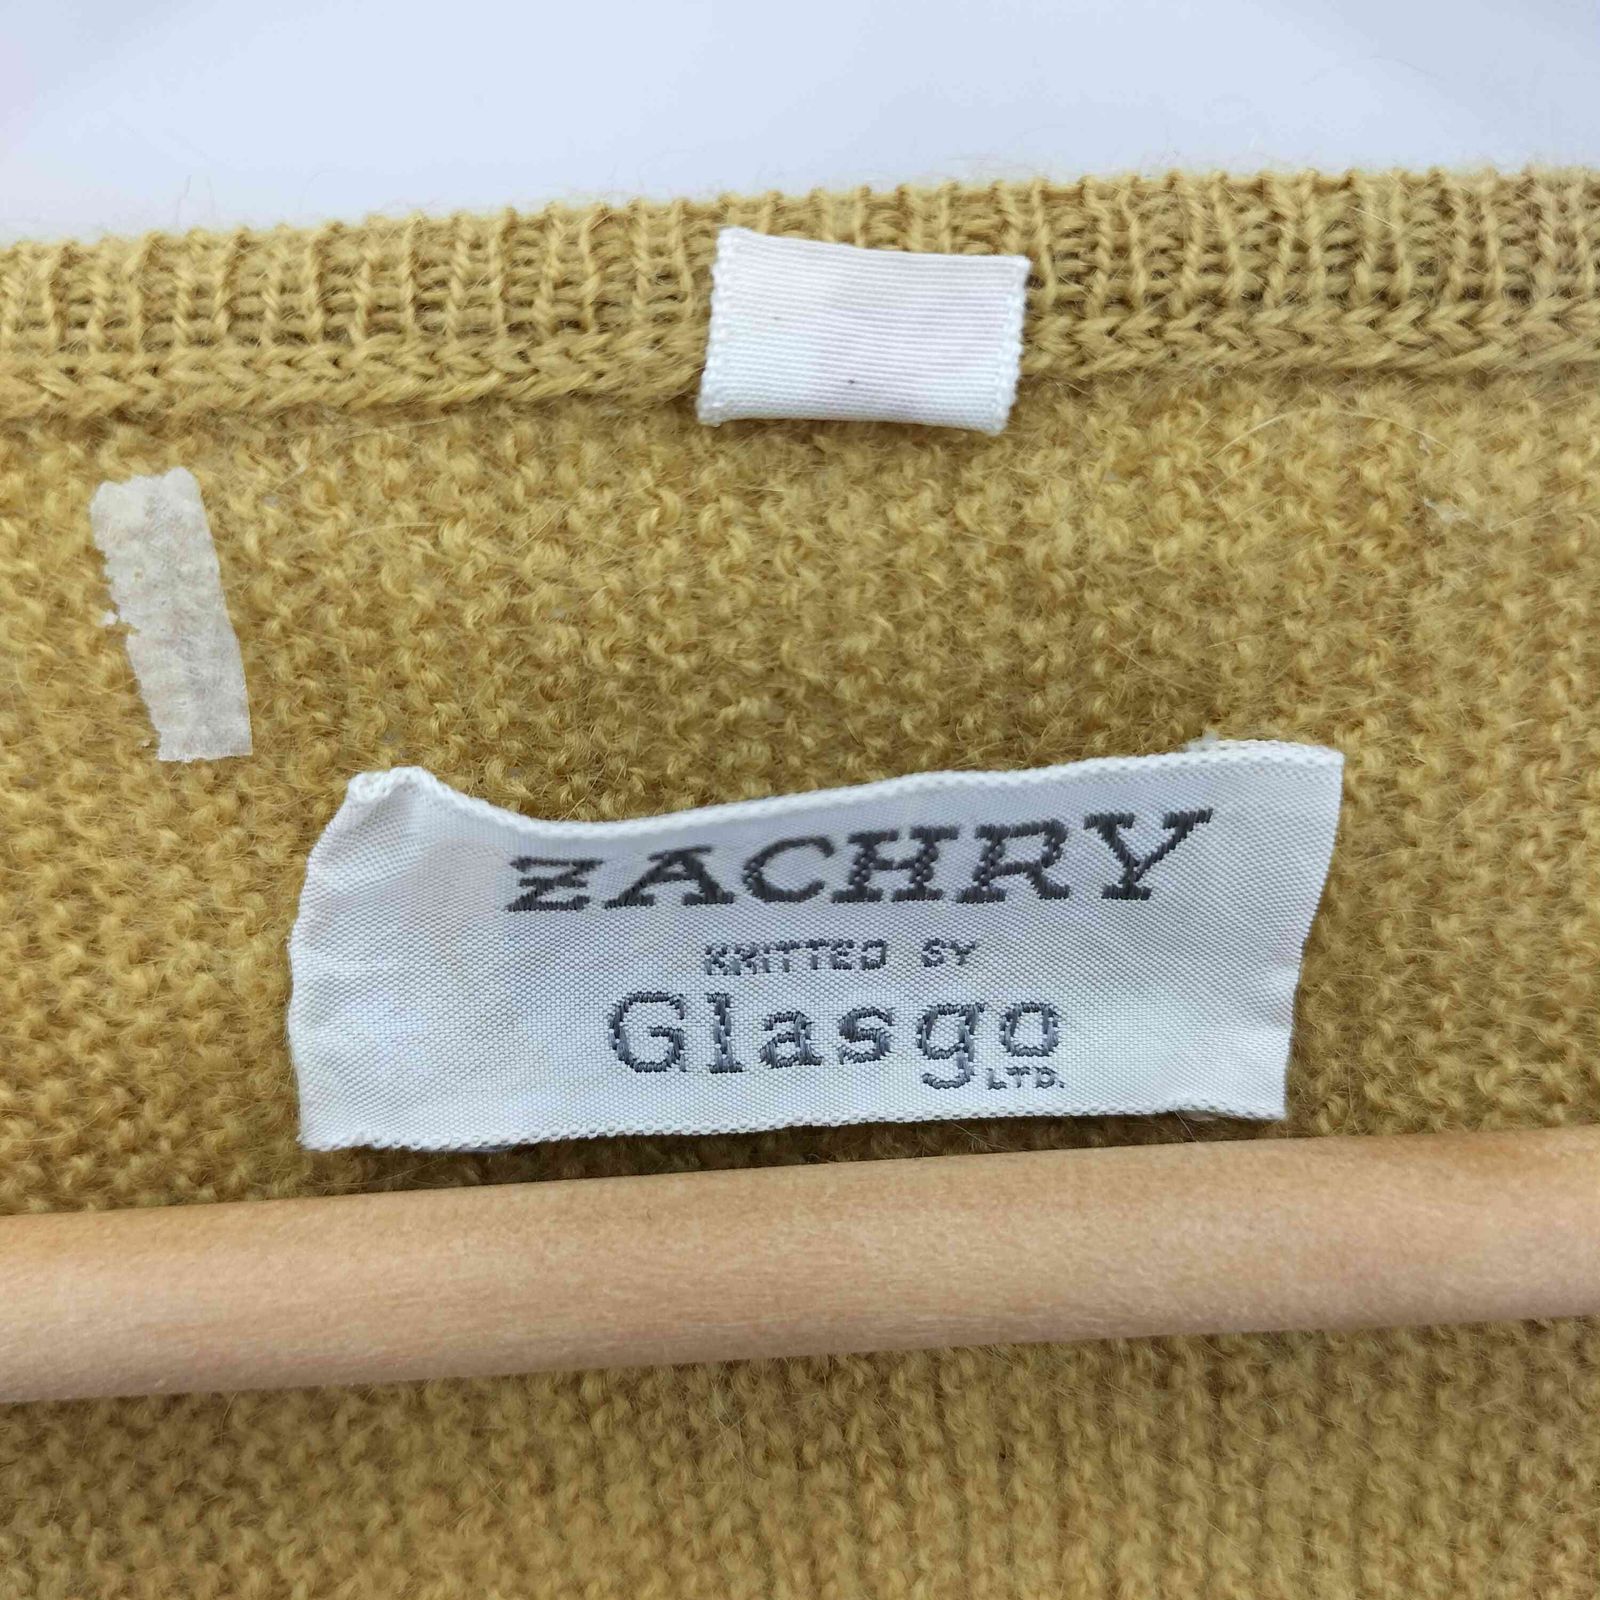 ZACHRY
KNITTED BY
Glasgo
LTD.